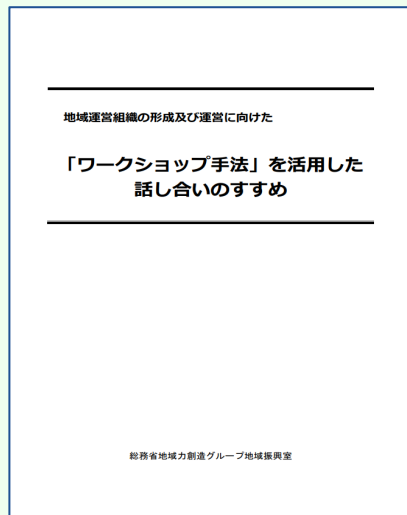 地域運営組織の形成及び運営に向けた
「ワークショップ手法」を活用した
話し合いのすすめ
総務省地域力創造グループ地域振興室